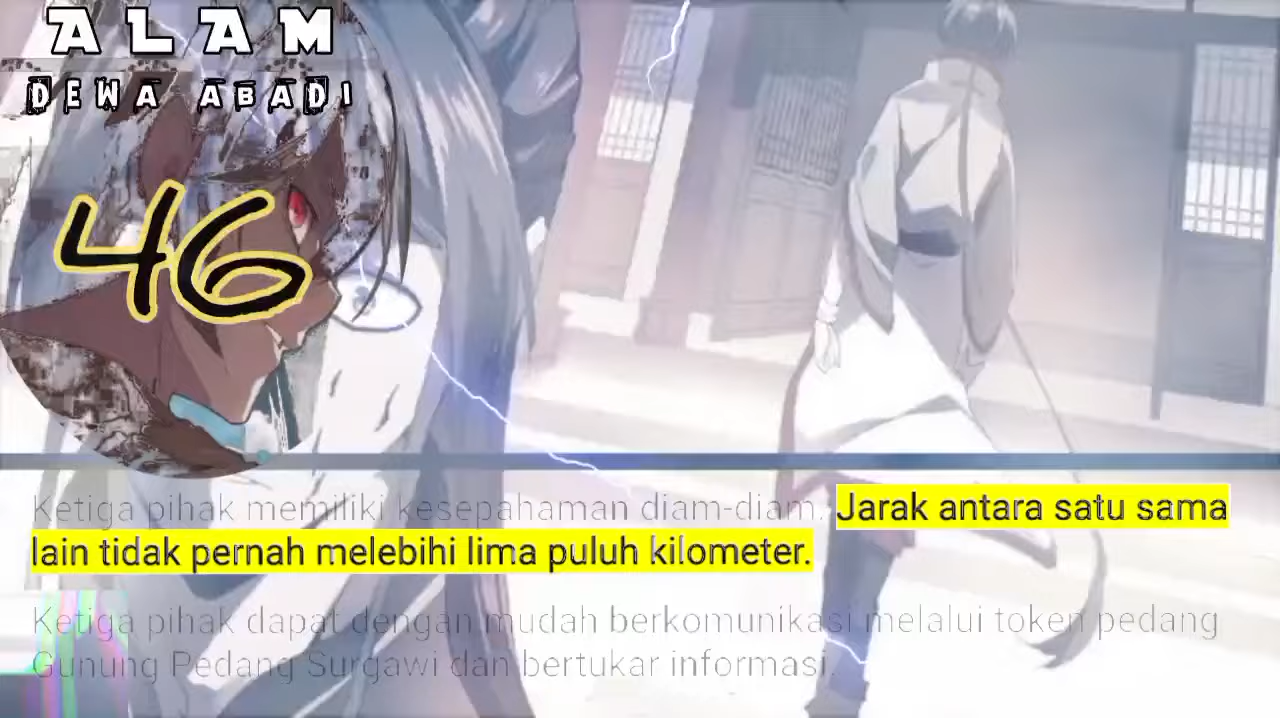 ALAM
DEWA ABADI
46
Ketiga pihak memiliki kesepahaman diam-diam. Jarak antara satu sama
lain tidak pernah melebihi lima puluh kilometer.
Ketiga pihak dapat dengan mudah berkomunikasi melalui token pedang
Gunung Pedang Surgawi dan bertukar informasi.